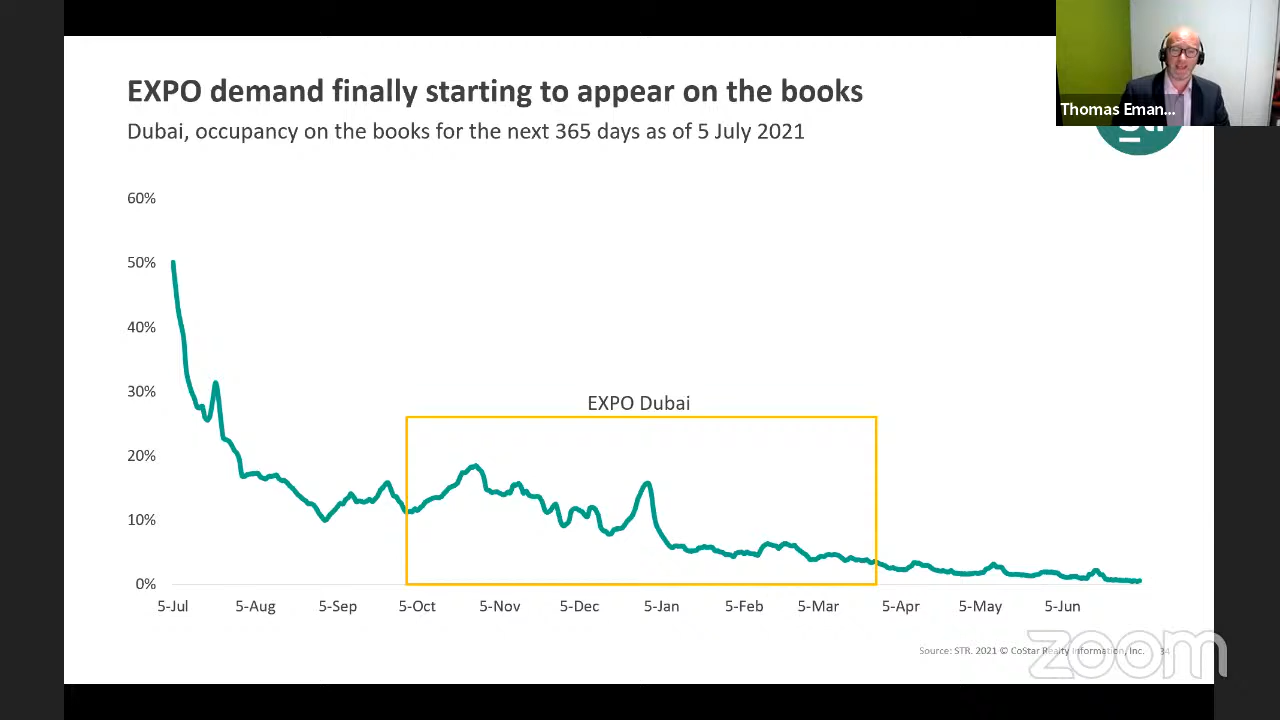 EXPO demand finally starting to appear on the books
Dubai, occupancy on the books for the next 365 days as of 5 July 2021
Thomas Eman...
60%
50%
40%
30%
20%
10%
0%
EXPO Dubai
5-Jul 5-Aug 5-Sep 5-Oct 5-Nov 5-Dec 5-Jan 5-Feb 5-Mar 5-Apr 5-May 5-Jun
Source: STR. 2021 © CoStar Realty Information, Inc. 34
zoom